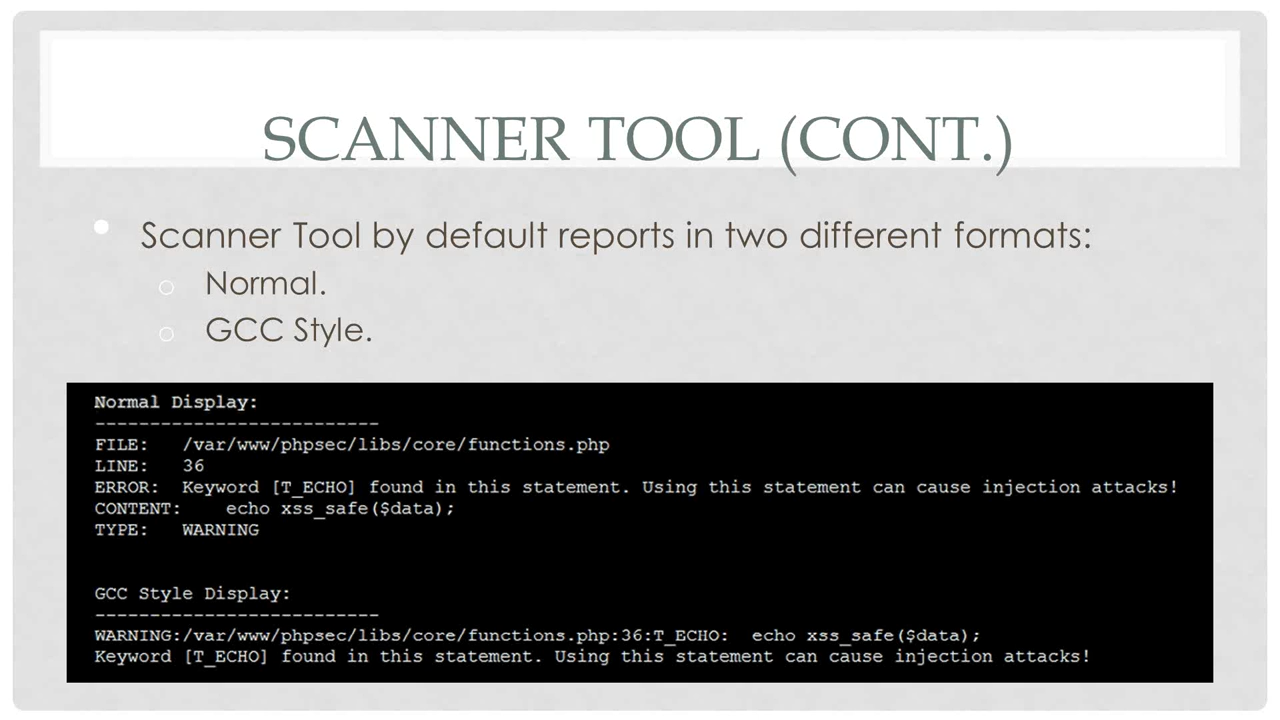 SCANNER TOOL (CONT.)
Scanner Tool by default reports in two different formats:
Normal.
GCC Style.
Normal Display:
--------------------------
FILE: /var/www/phpsec/libs/core/functions.php
LINE: 36
ERROR: Keyword [T_ECHO] found in this statement. Using this statement can cause injection attacks!
CONTENT: echo xss_safe($data);
TYPE: WARNING
GCC Style Display:
--------------------------
WARNING:/var/www/phpsec/libs/core/functions.php:36:T_ECHO: echo xss_safe($data);
Keyword [T_ECHO] found in this statement. Using this statement can cause injection attacks!